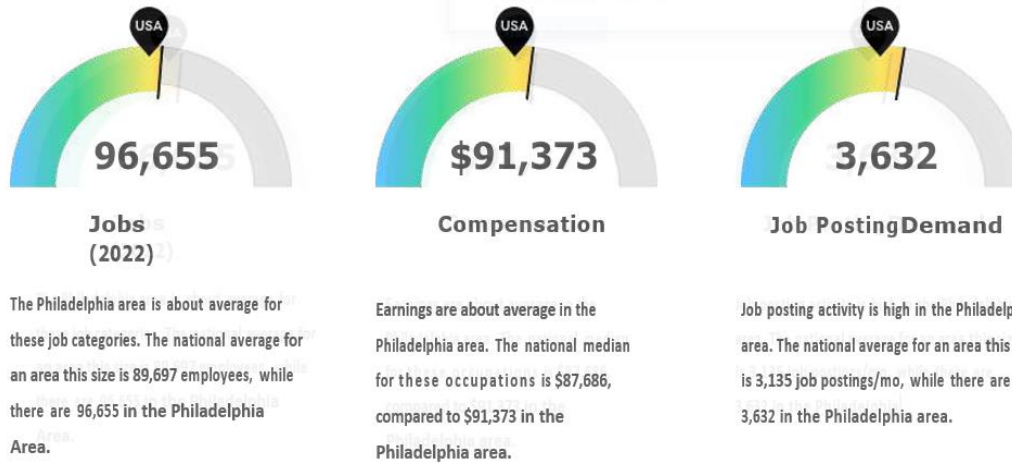 USA
96,655
Jobs
(2022)
The Philadelphia area is about average for
these job categories. The national average for
an area this size is 89,697 employees, while
there are 96,655 in the Philadelphia
Area.
USA
$91,373
Compensation
Earnings are about average in the
Philadelphia area. The national median
for these occupations is $87,686,
compared to $91,373 in the
Philadelphia area.
USA
3,632
Job Posting Demand
Job posting activity is high in the Philadelp
area. The national average for an area this
is 3,135 job postings/mo, while there are
3,632 in the Philadelphia area.